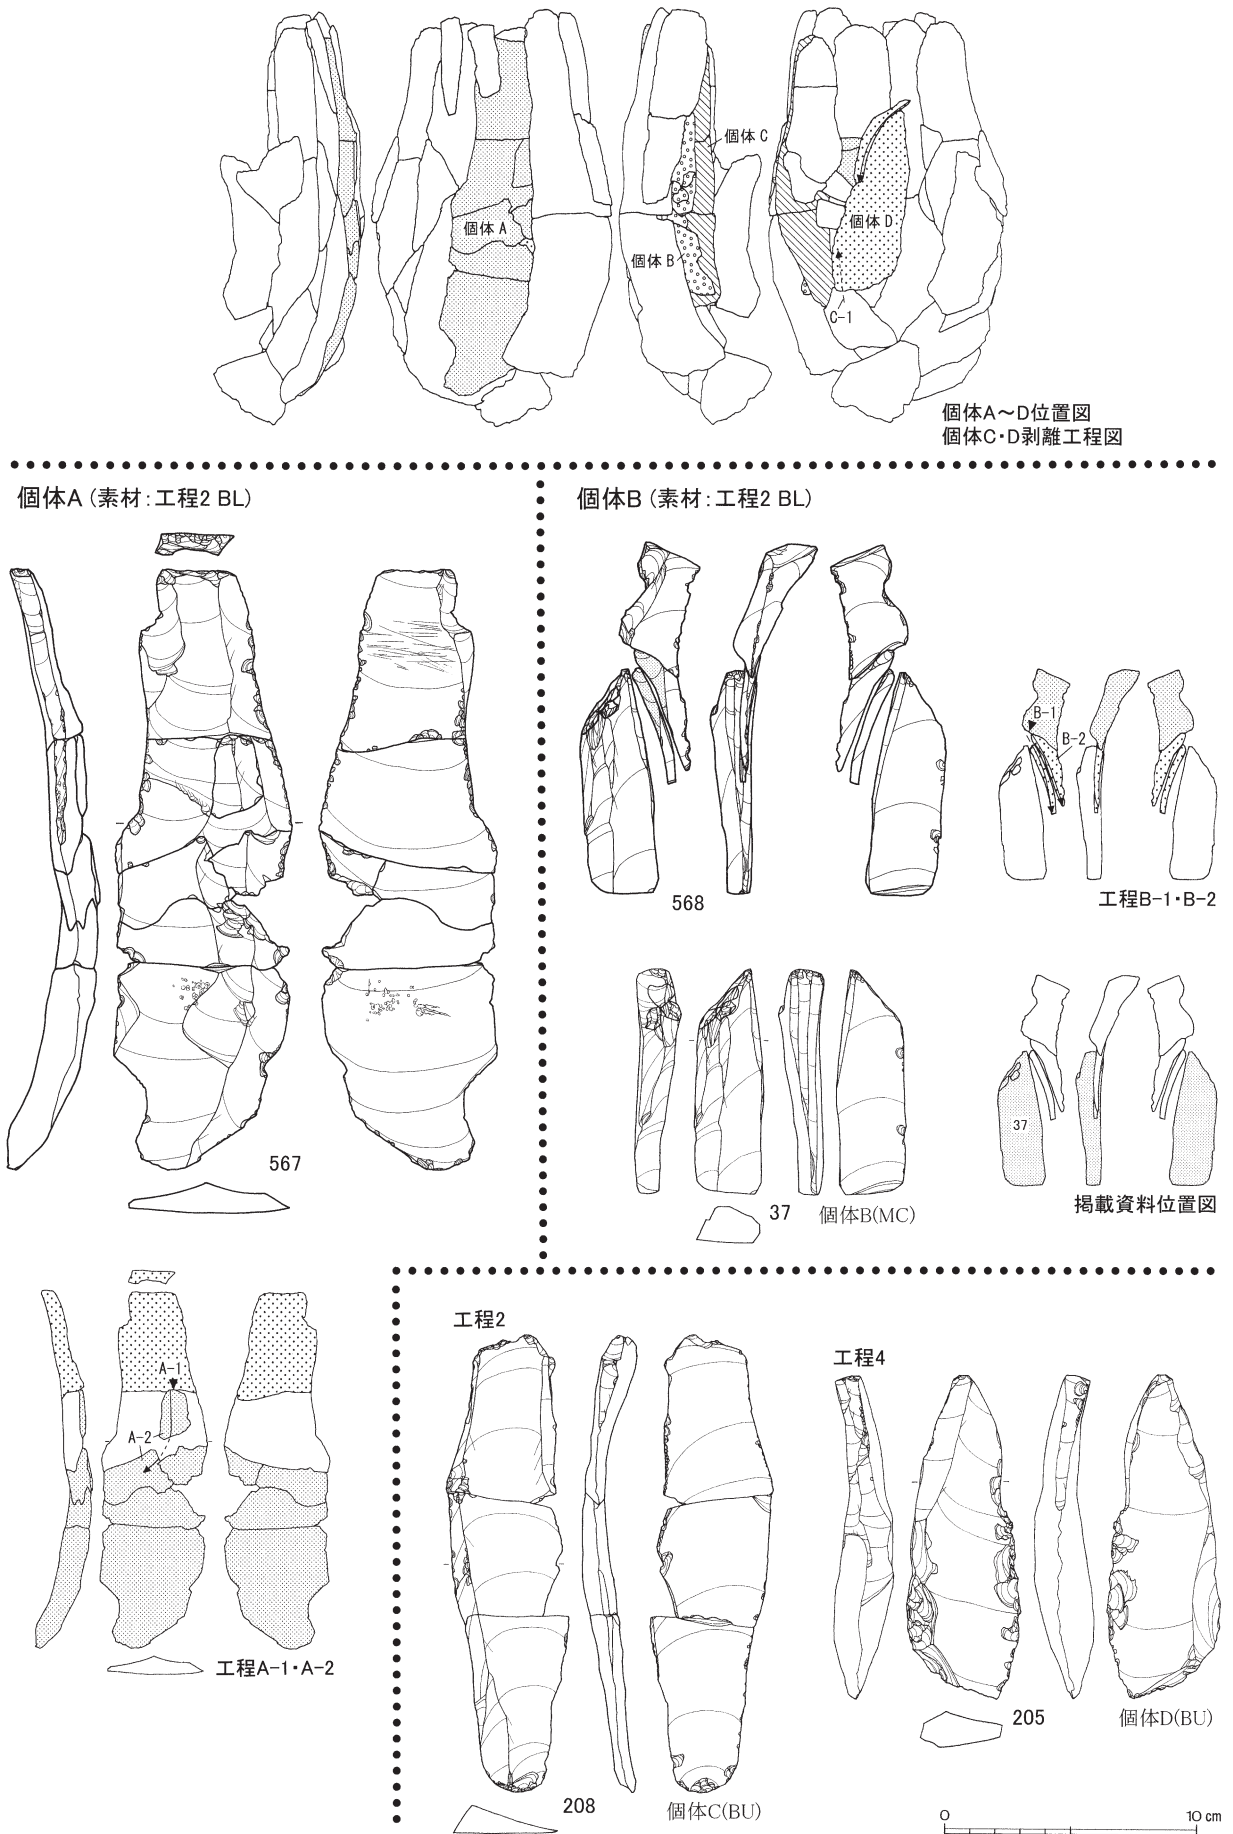 個体C
個体A
個体B
個体D
C-1
個体A～D位置図
個体C・D剥離工程図
個体A（素材：工程2 BL）
567
A-1
A-2
工程A-1・A-2
個体B（素材：工程2 BL）
568
B-1
B-2
工程B-1・B-2
37 個体B(MC)
37
掲載資料位置図
工程2
208 個体C(BU)
工程4
205 個体D(BU)
0 10 cm